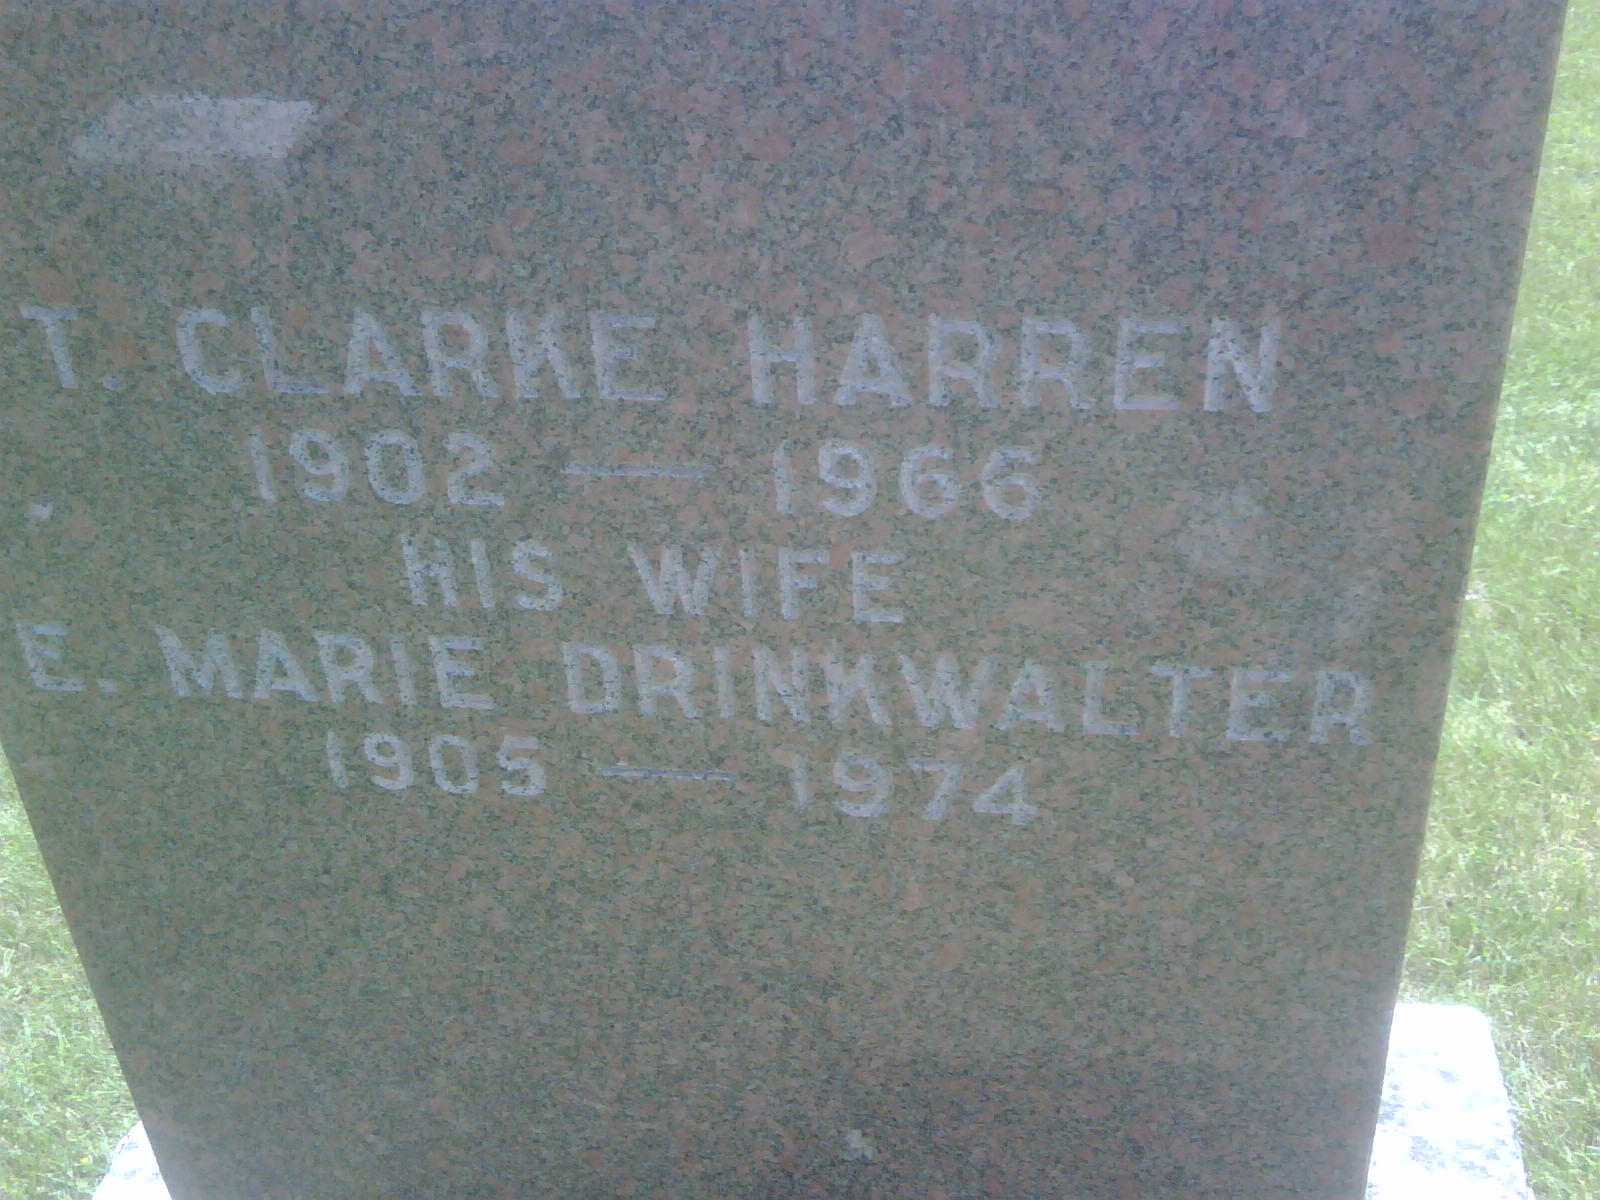 T. CLARKE HARREN
1902 — 1966
HIS WIFE
E. MARIE DRINKWALTER
1905 — 1974